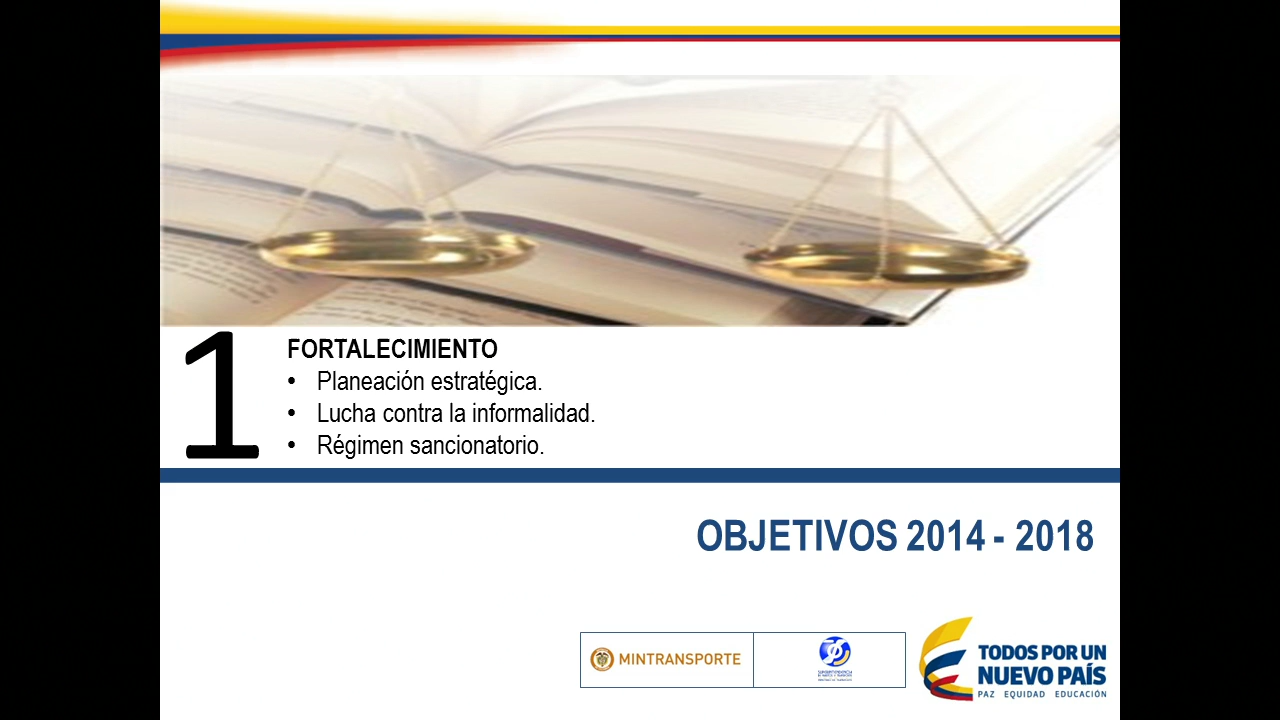 1
FORTALECIMIENTO
• Planeación estratégica.
• Lucha contra la informalidad.
• Régimen sancionatorio.
OBJETIVOS 2014 - 2018
MINTRANSPORTE
TODOS POR UN
NUEVO PAÍS
PAZ EQUIDAD EDUCACIÓN